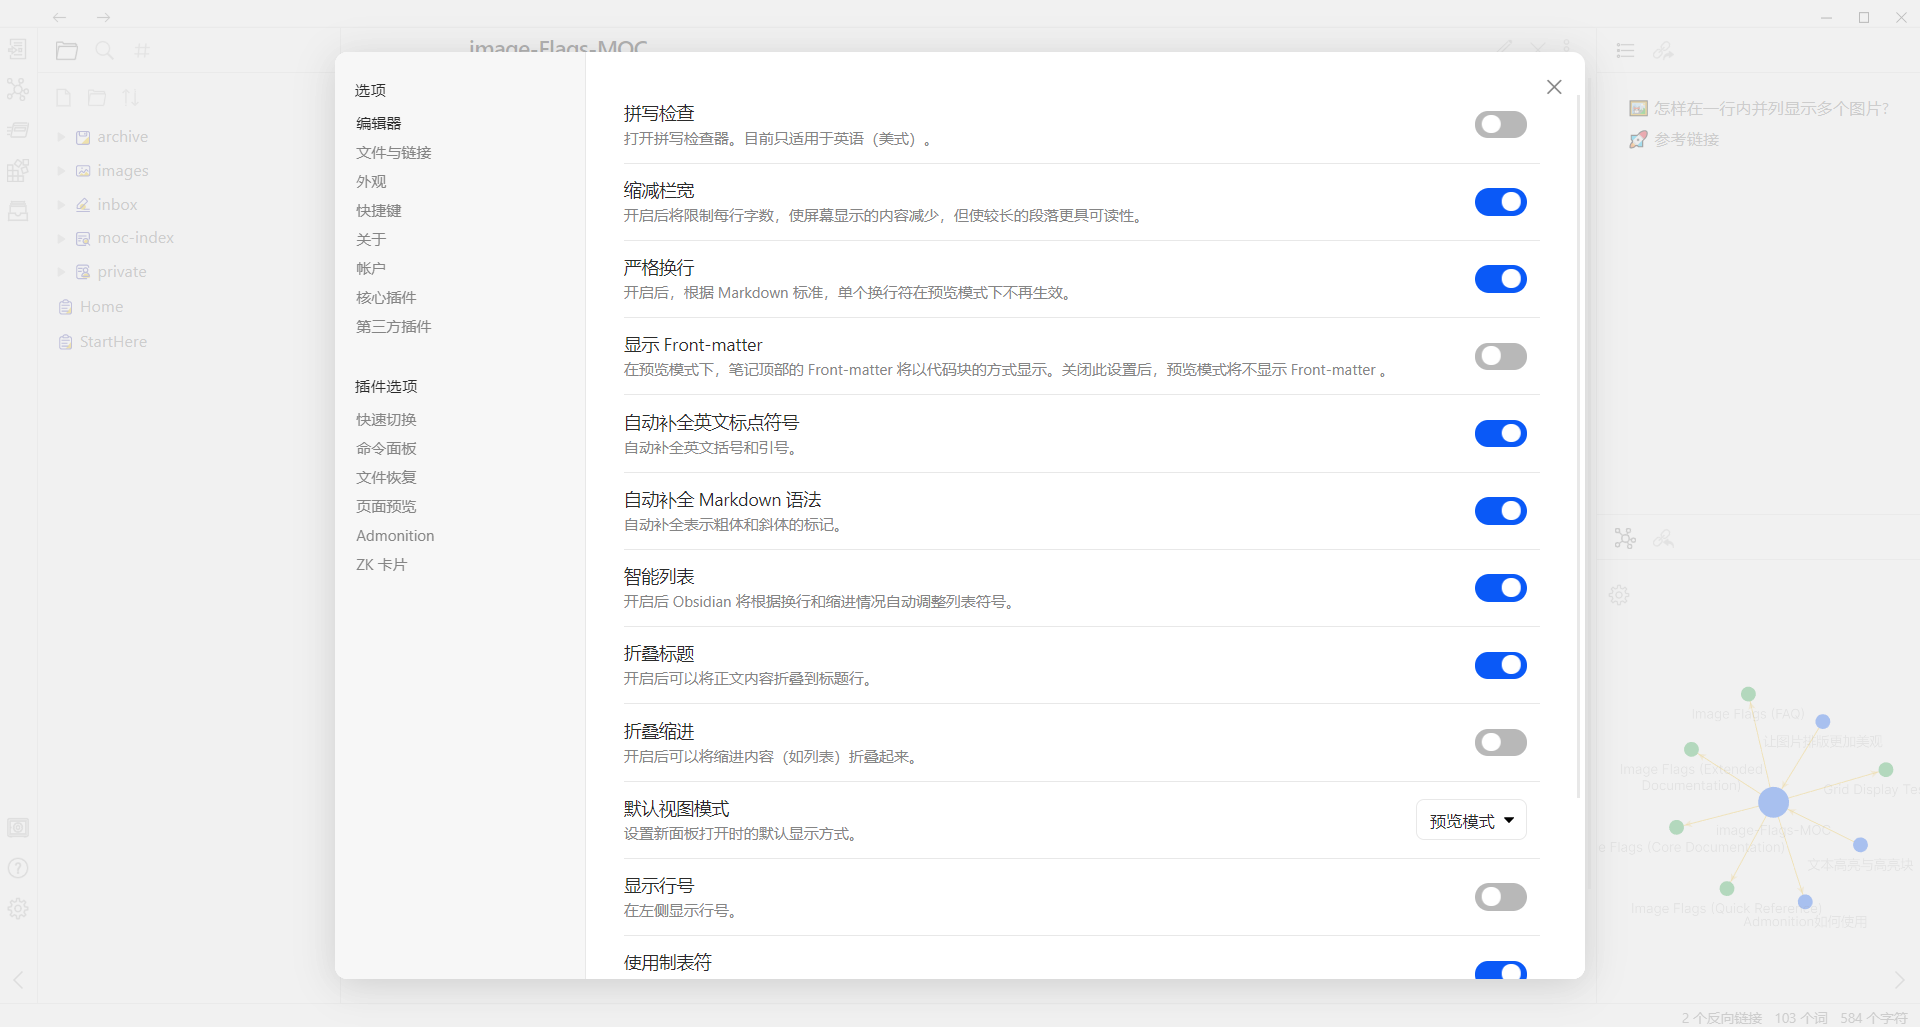 image-Flags-MOC
archive
images
inbox
moc-index
private
Home
StartHere
选项
编辑器
文件与链接
外观
快捷键
关于
帐户
核心插件
第三方插件
插件选项
快速切换
命令面板
文件恢复
页面预览
Admonition
ZK 卡片
拼写检查
打开拼写检查器。目前只适用于英语（美式）。
缩减栏宽
开启后将限制每行字数，使屏幕显示的内容减少，但使较长的段落更具可读性。
严格换行
开启后，根据 Markdown 标准，单个换行符在预览模式下不再生效。
显示 Front-matter
在预览模式下，笔记顶部的 Front-matter 将以代码块的方式显示。关闭此设置后，预览模式将不显示 Front-matter 。
自动补全英文标点符号
自动补全英文括号和引号。
自动补全 Markdown 语法
自动补全表示粗体和斜体的标记。
智能列表
开启后 Obsidian 将根据换行和缩进情况自动调整列表符号。
折叠标题
开启后可以将正文内容折叠到标题行。
折叠缩进
开启后可以将缩进内容（如列表）折叠起来。
默认视图模式
设置新面板打开时的默认显示方式。
预览模式
显示行号
在左侧显示行号。
使用制表符
怎样在一行内并列显示多个图片?
参考链接
Image Flags (FAQ)
让图片排版更加美观
Image Flags (Extended
Documentation)
Grid Display Tes
image-Flags-MOC
e Flags (Core Documentation)
文本高亮与高亮块
Image Flags (Quick Reference)
Admonition如何使用
2 个反向链接
103 个词
584 个字符